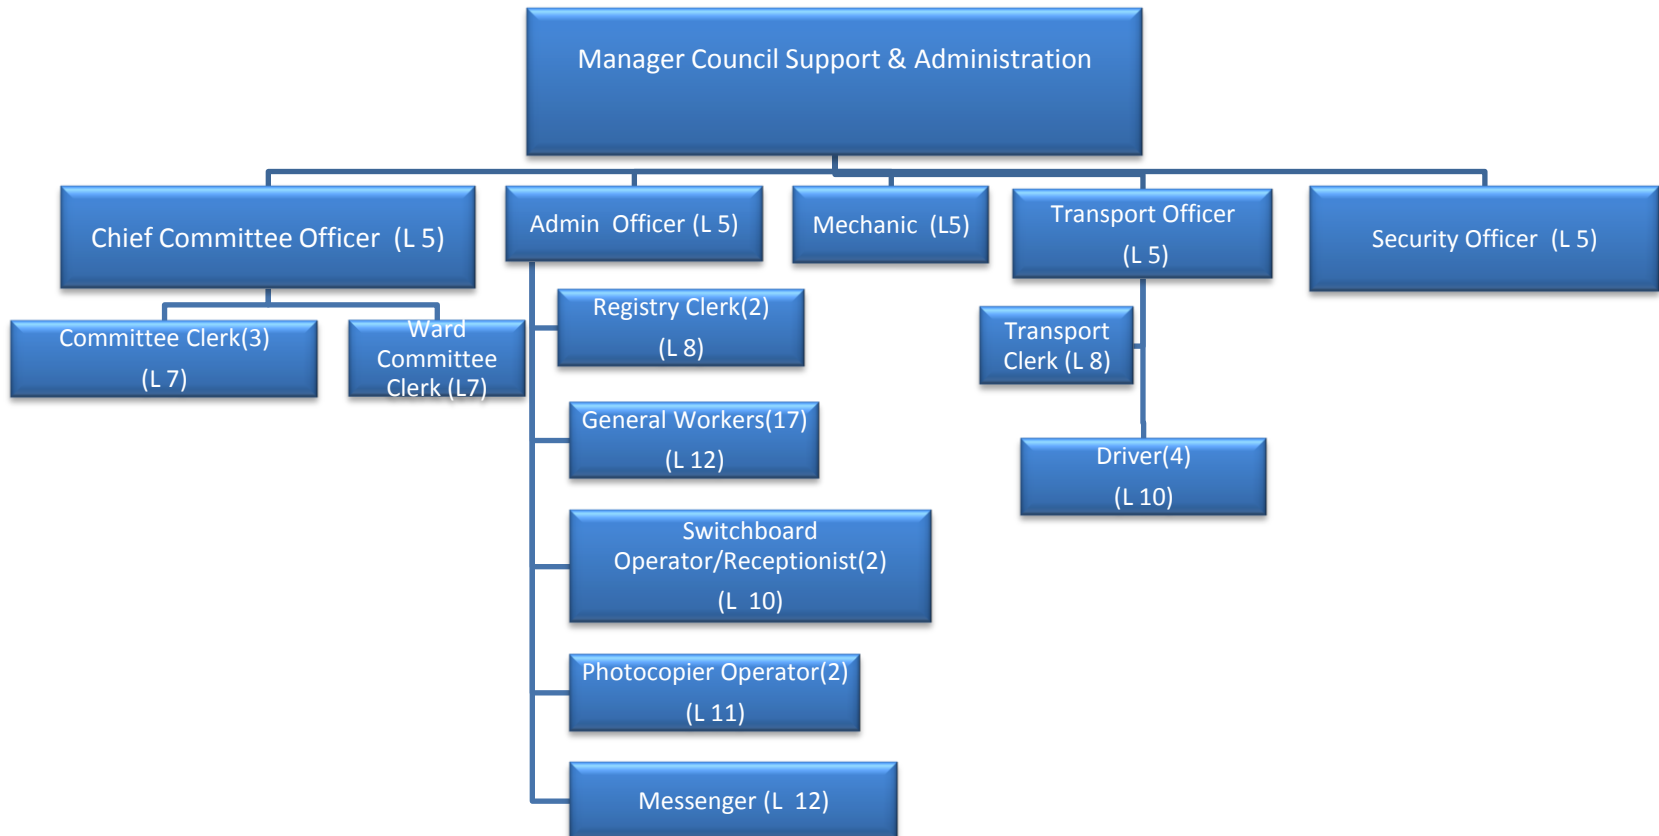 Manager Council Support & Administration
Chief Committee Officer (L 5)
Admin Officer (L 5)
Mechanic (L5)
Transport Officer
(L 5)
Security Officer (L 5)
Committee Clerk(3)
(L 7)
Ward
Committee
Clerk (L7)
Registry Clerk(2)
(L 8)
General Workers(17)
(L 12)
Switchboard
Operator/Receptionist(2)
(L 10)
Photocopier Operator(2)
(L 11)
Messenger (L 12)
Transport
Clerk (L 8)
Driver(4)
(L 10)